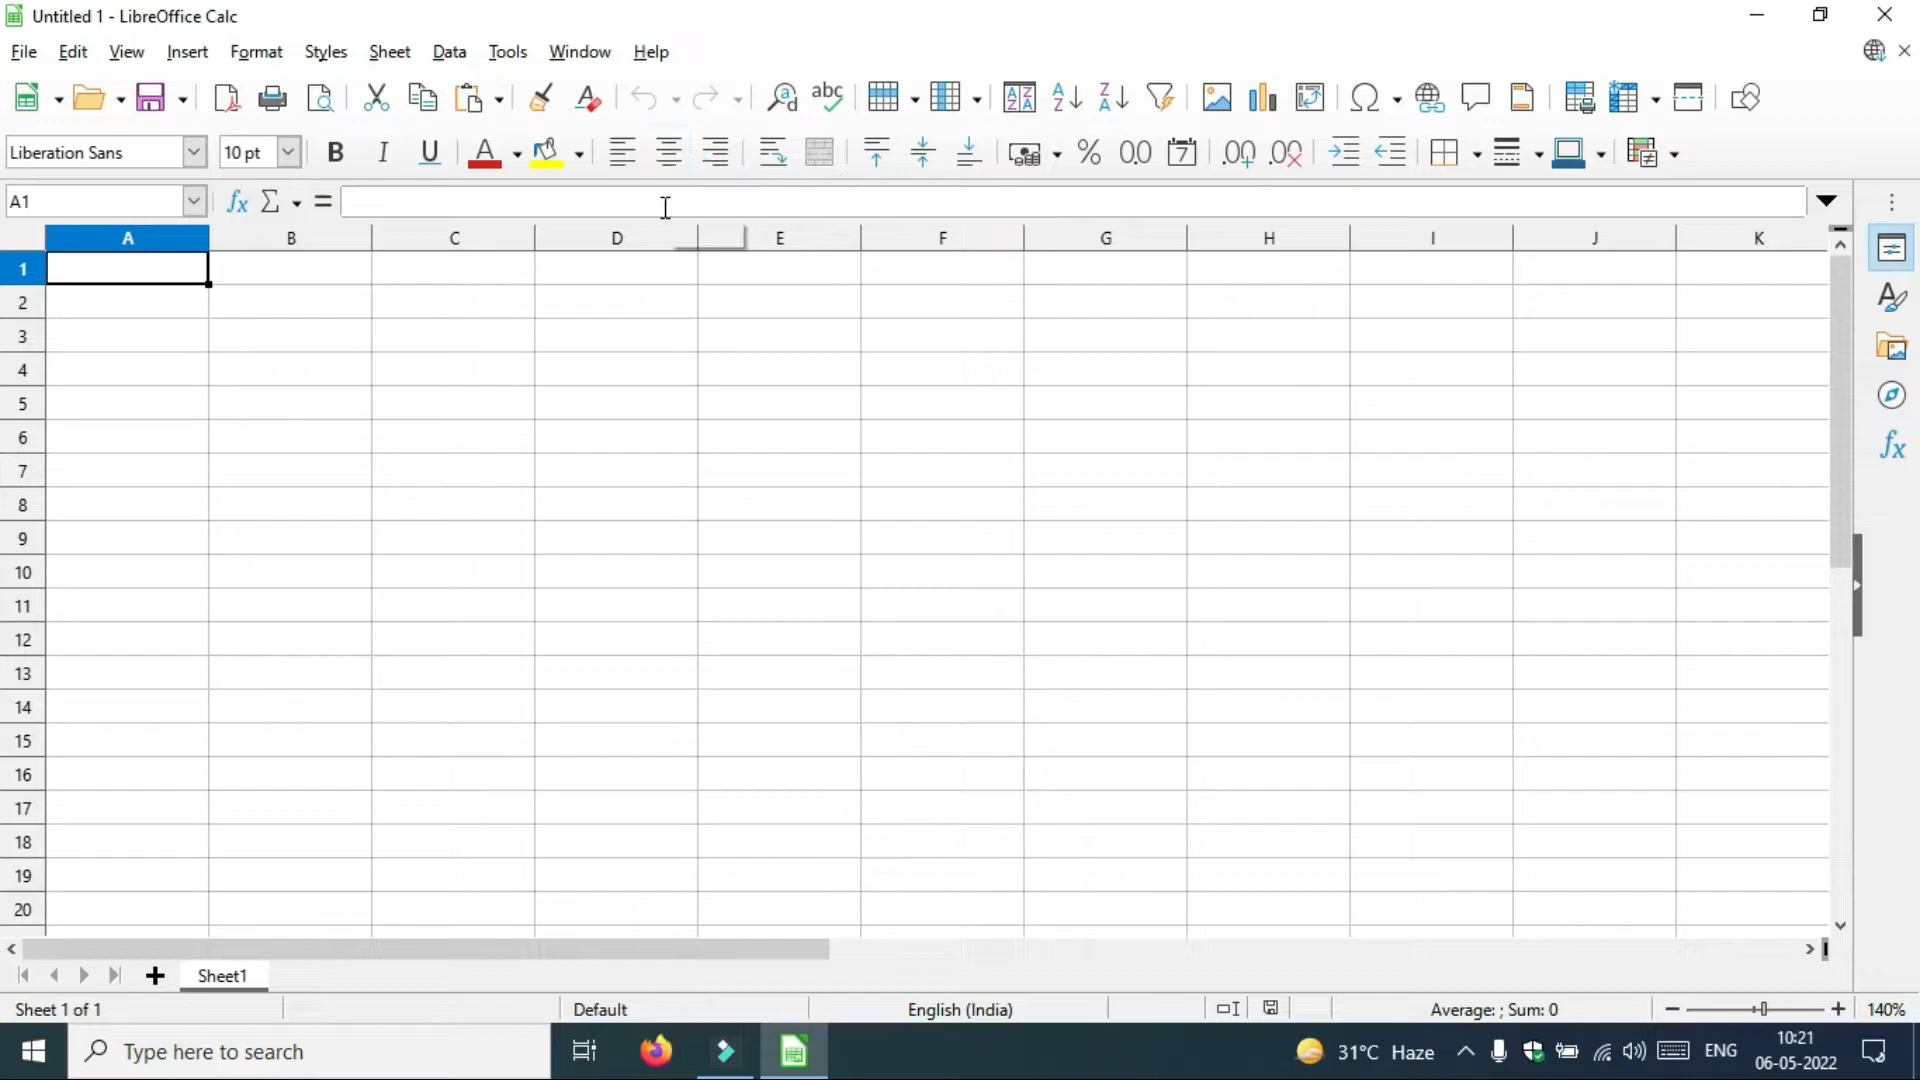 Untitled 1 - LibreOffice Calc
File Edit View Insert Format Styles Sheet Data Tools Window Help
Liberation Sans 10 pt
A1
A B C D E F G H I J K
1
2
3
4
5
6
7
8
9
10
11
12
13
14
15
16
17
18
19
20
Sheet1
Sheet 1 of 1 Default English (India) Average: ; Sum: 0 140%
Type here to search 31°C Haze ENG 10:21
06-05-2022